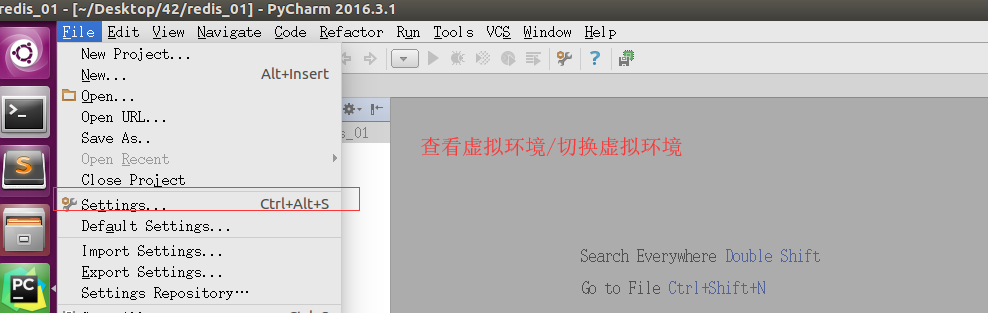 redis_01 - [~/Desktop/42/redis_01] - PyCharm 2016.3.1
File Edit View Navigate Code Refactor Run Tools VCS Window Help
New Project...
New... Alt+Insert
Open...
Open URL...
Save As..
Open Recent
Close Project
Settings... Ctrl+Alt+S
Default Settings...
Import Settings...
Export Settings...
Settings Repository…
s_01
查看虚拟环境/切换虚拟环境
Search Everywhere Double Shift
Go to File Ctrl+Shift+N
PC